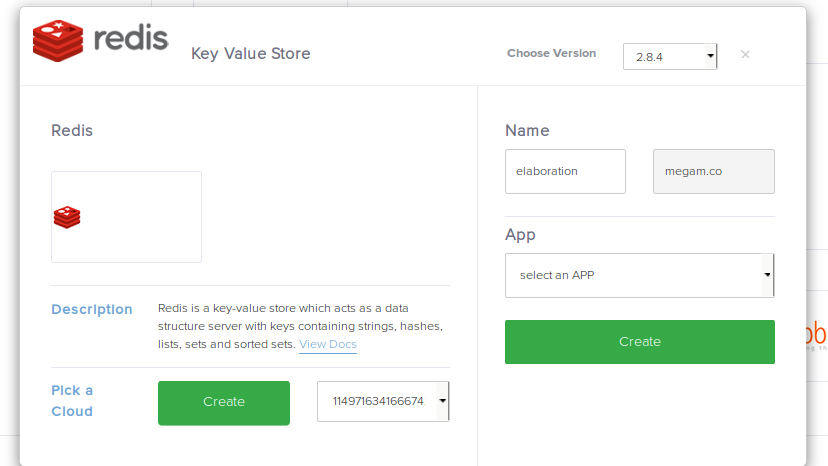 redis
Key Value Store
Choose Version
2.8.4
×
Redis
Name
elaboration
megam.co
App
select an APP
Create
Description
Redis is a key-value store which acts as a data
structure server with keys containing strings, hashes,
lists, sets and sorted sets. View Docs
Pick a
Cloud
Create
114971634166674